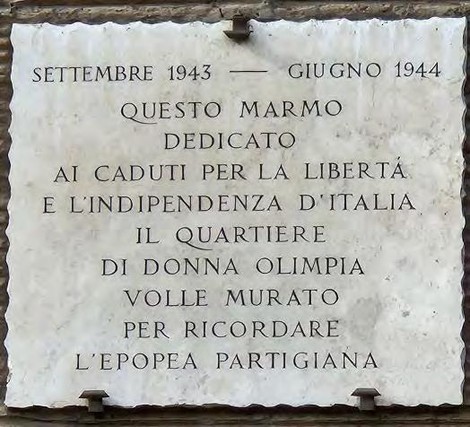 SETTEMBRE 1943 — GIUGNO 1944
QUESTO MARMO
DEDICATO
AI CADUTI PER LA LIBERTÁ
E L'INDIPENDENZA D'ITALIA
IL QUARTIERE
DI DONNA OLIMPIA
VOLLE MURATO
PER RICORDARE
L'EPOPEA PARTIGIANA